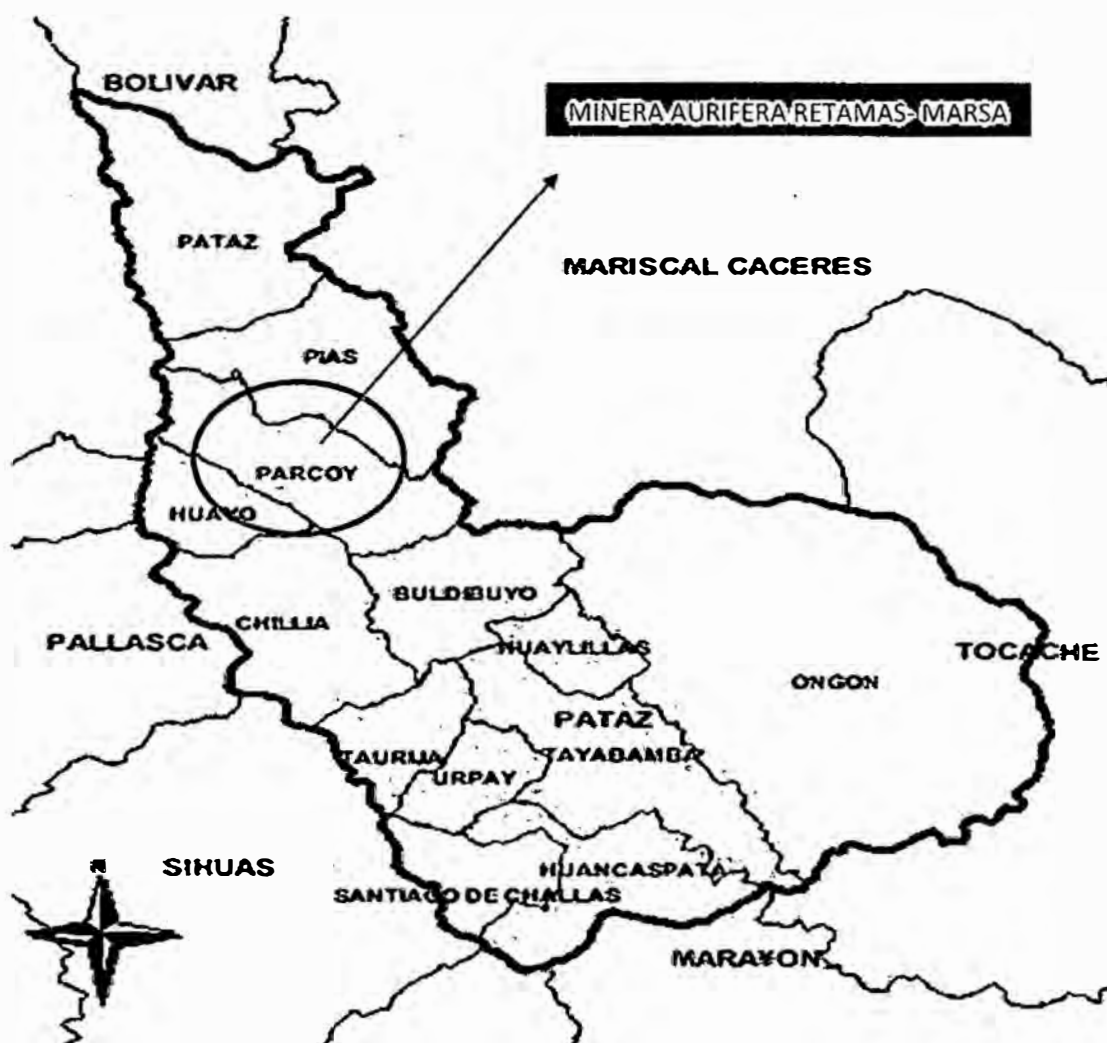 BOLIVAR
MINERA AURIFERA RETAMAS- MARSA
PATAZ
MARISCAL CACERES
PIAS
PARCOY
HUAYO
BULDIBUYO
CHILLIA
PALLASCA
HUAYLILLAS
TOCACHE
ONGON
PATAZ
TAURIJA
TAYABAMBA
URPAY
N
SIHUAS
HUANCASPATA
SANTIAGO DE CHALLAS
MARAÑON